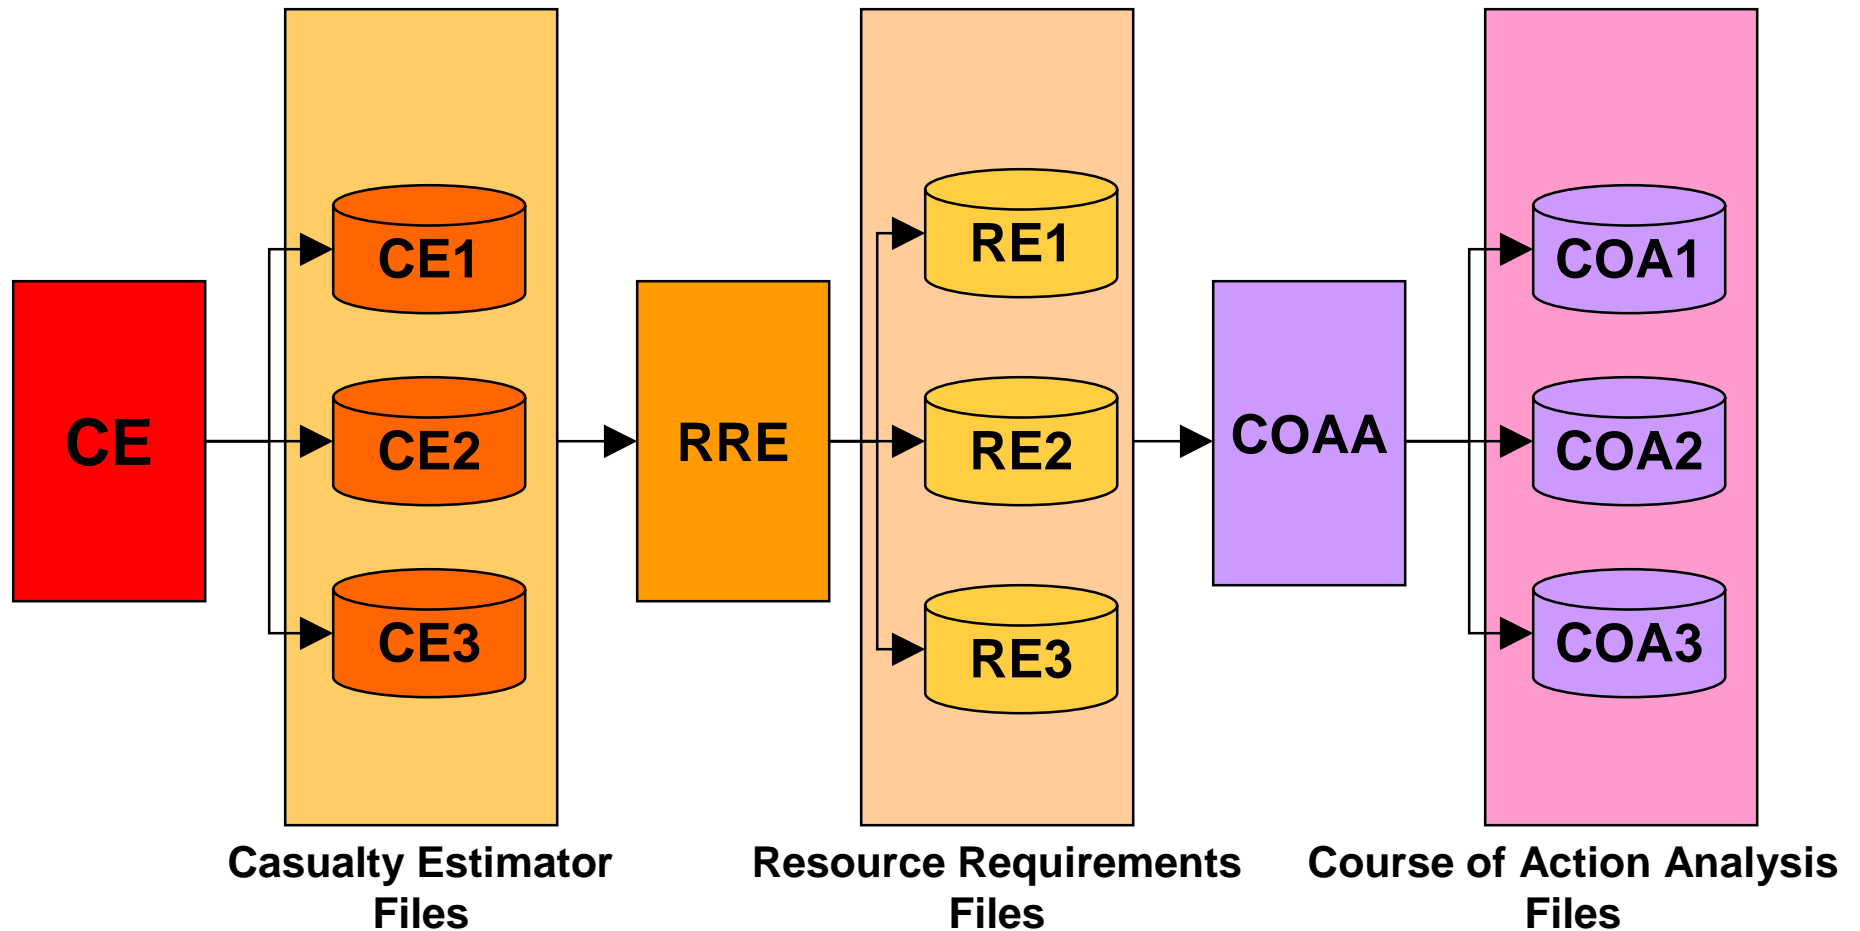 CE
CE1
CE2
CE3
RRE
RE1
RE2
RE3
COAA
COA1
COA2
COA3
Casualty Estimator
Files
Resource Requirements
Files
Course of Action Analysis
Files